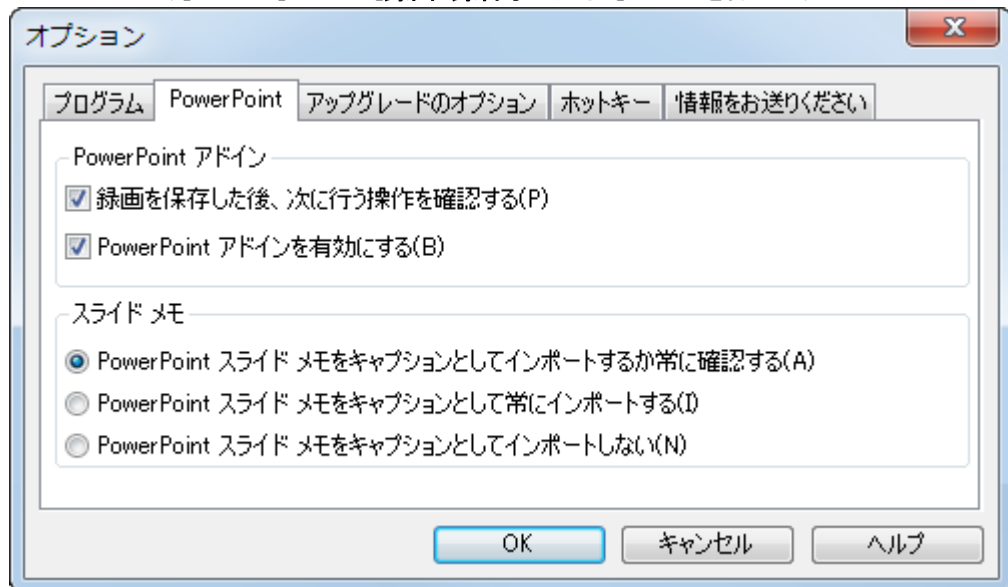 オプション
プログラム PowerPoint アップグレードのオプション ホットキー 情報をお送りください
PowerPoint アドイン
録画を保存した後、次に行う操作を確認する(P)
PowerPoint アドインを有効にする(B)
スライド メモ
PowerPoint スライド メモをキャプションとしてインポートするか常に確認する(A)
PowerPoint スライド メモをキャプションとして常にインポートする(I)
PowerPoint スライド メモをキャプションとしてインポートしない(N)
OK キャンセル ヘルプ